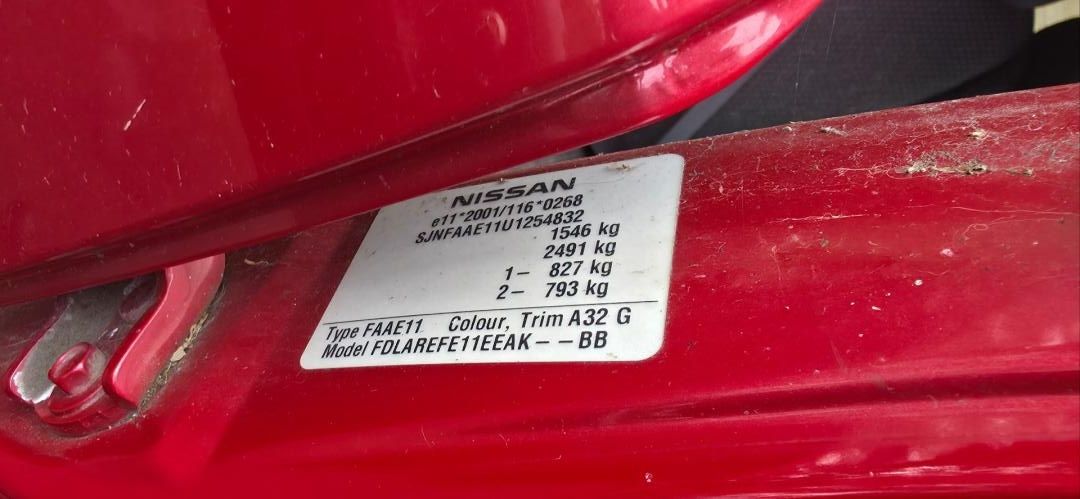 NISSAN
e11*2001/116*0268
SJNFAAE11U1254832
1546 kg
2491 kg
1– 827 kg
2– 793 kg
Type FAAE11 Colour, Trim A32 G
Model FDLAREFE11EEAK – – BB